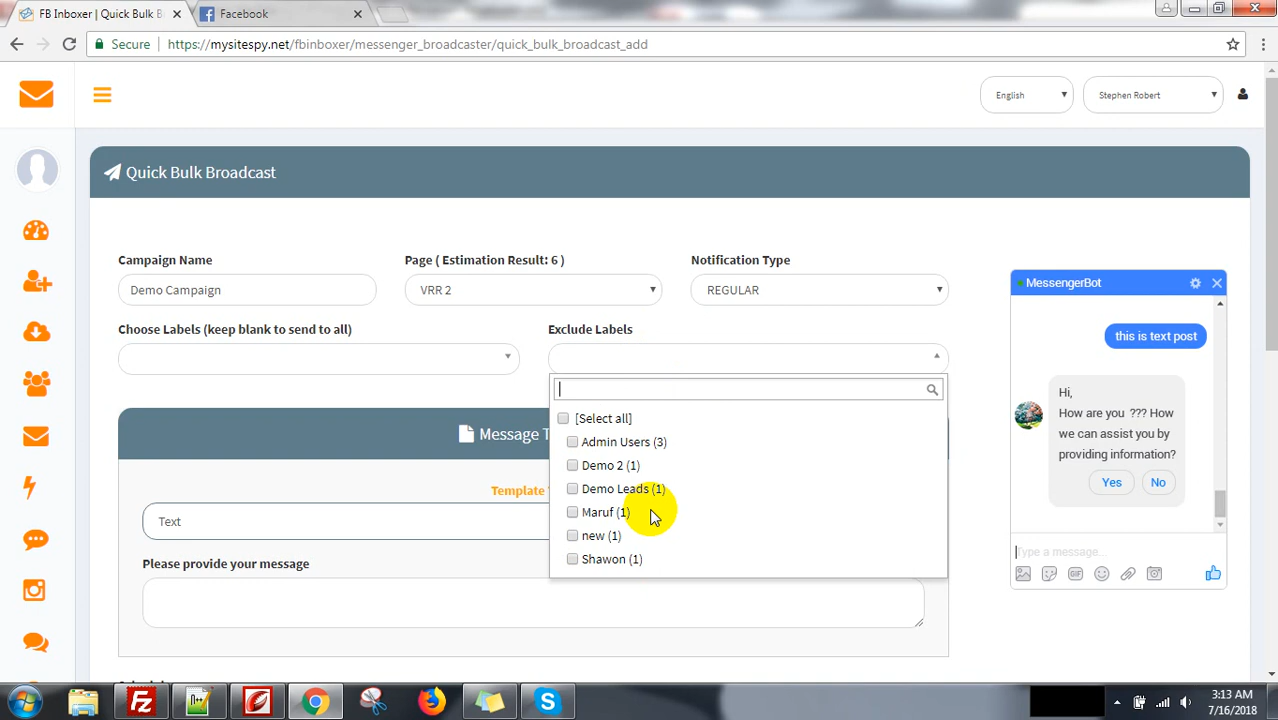 FB Inboxer | Quick Bulk B
Facebook
Secure
https://mysitespy.net/fbinboxer/messenger_broadcaster/quick_bulk_broadcast_add
English
Stephen Robert
Quick Bulk Broadcast
Campaign Name
Page ( Estimation Result: 6 )
Notification Type
Demo Campaign
VRR 2
REGULAR
MessengerBot
Choose Labels (keep blank to send to all)
Exclude Labels
this is text post
Hi,
How are you ??? How
we can assist you by
providing information?
Yes
No
[Select all]
Admin Users (3)
Demo 2 (1)
Demo Leads (1)
Maruf (1)
new (1)
Shawon (1)
Message T
Template
Text
Please provide your message
Type a message...
GIF
3:13 AM
7/16/2018